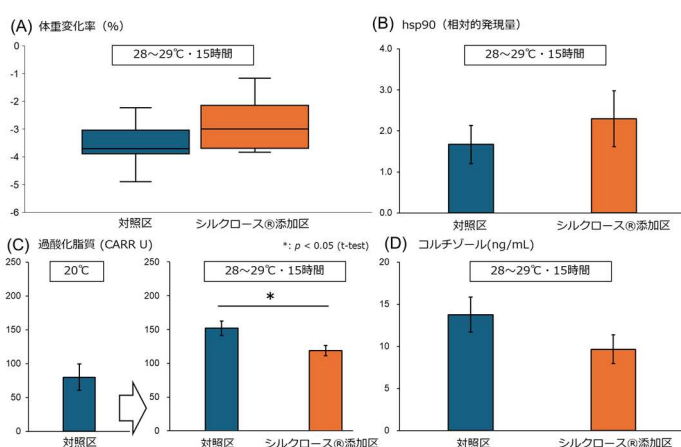 (A) 体重変化率（%）
28～29℃・15時間
0
-1
-2
-3
-4
-5
-6
対照区
シルクロース®添加区
(B) hsp90（相対的発現量）
28～29℃・15時間
4.0
3.0
2.0
1.0
0.0
対照区
シルクロース®添加区
(C) 過酸化脂質 (CARR U)
*: p < 0.05 (t-test)
20℃
250
200
150
100
50
0
対照区
28～29℃・15時間
*
250
200
150
100
50
0
対照区
シルクロース®添加区
(D) コルチゾール(ng/mL)
28～29℃・15時間
20
15
10
5
0
対照区
シルクロース®添加区